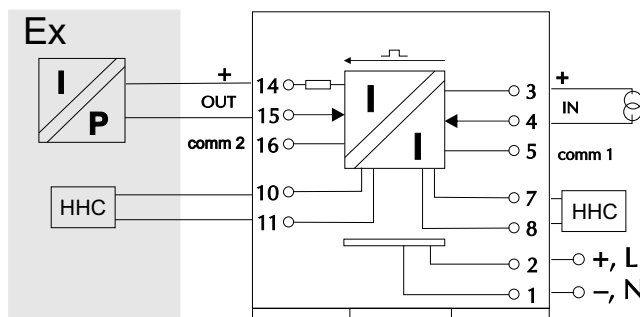 Ex
I
P
+
OUT
comm 2
14
15
16
10
11
HHC
I
I
3
4
5
7
8
2
1
+
IN
comm 1
HHC
+, L
–, N